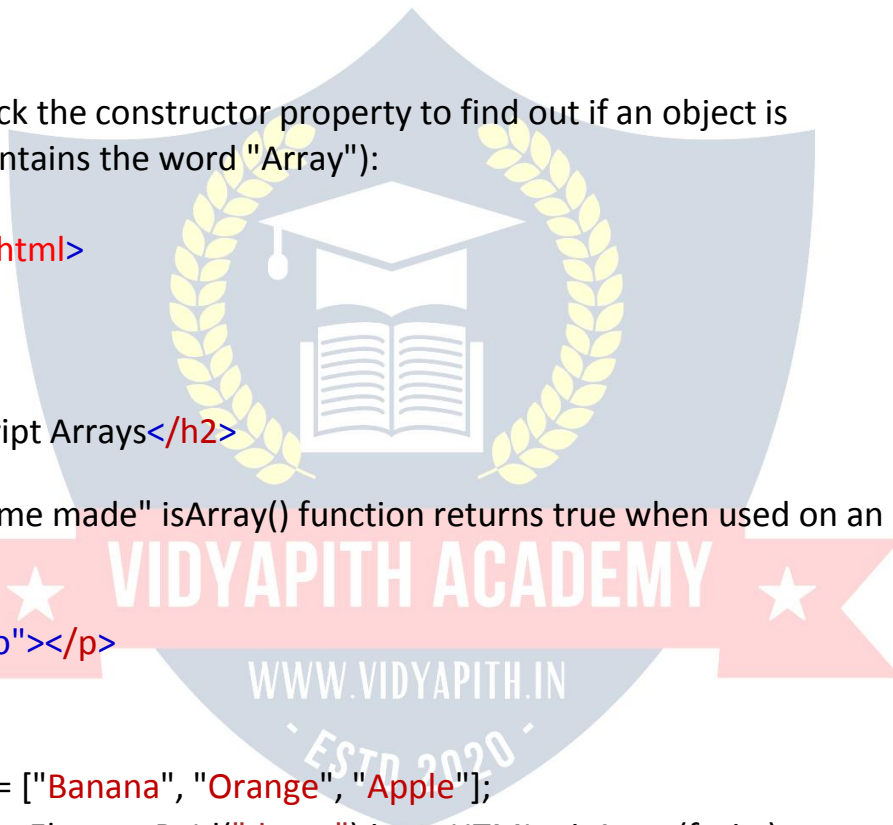 ck the constructor property to find out if an object is
ntains the word "Array"):
html>
ipt Arrays</h2>
me made" isArray() function returns true when used on an
VIDYAPITH ACADEMY
"></p>
WWW.VIDYAPITH.IN
ESTD 2020
= ["Banana", "Orange", "Apple"];